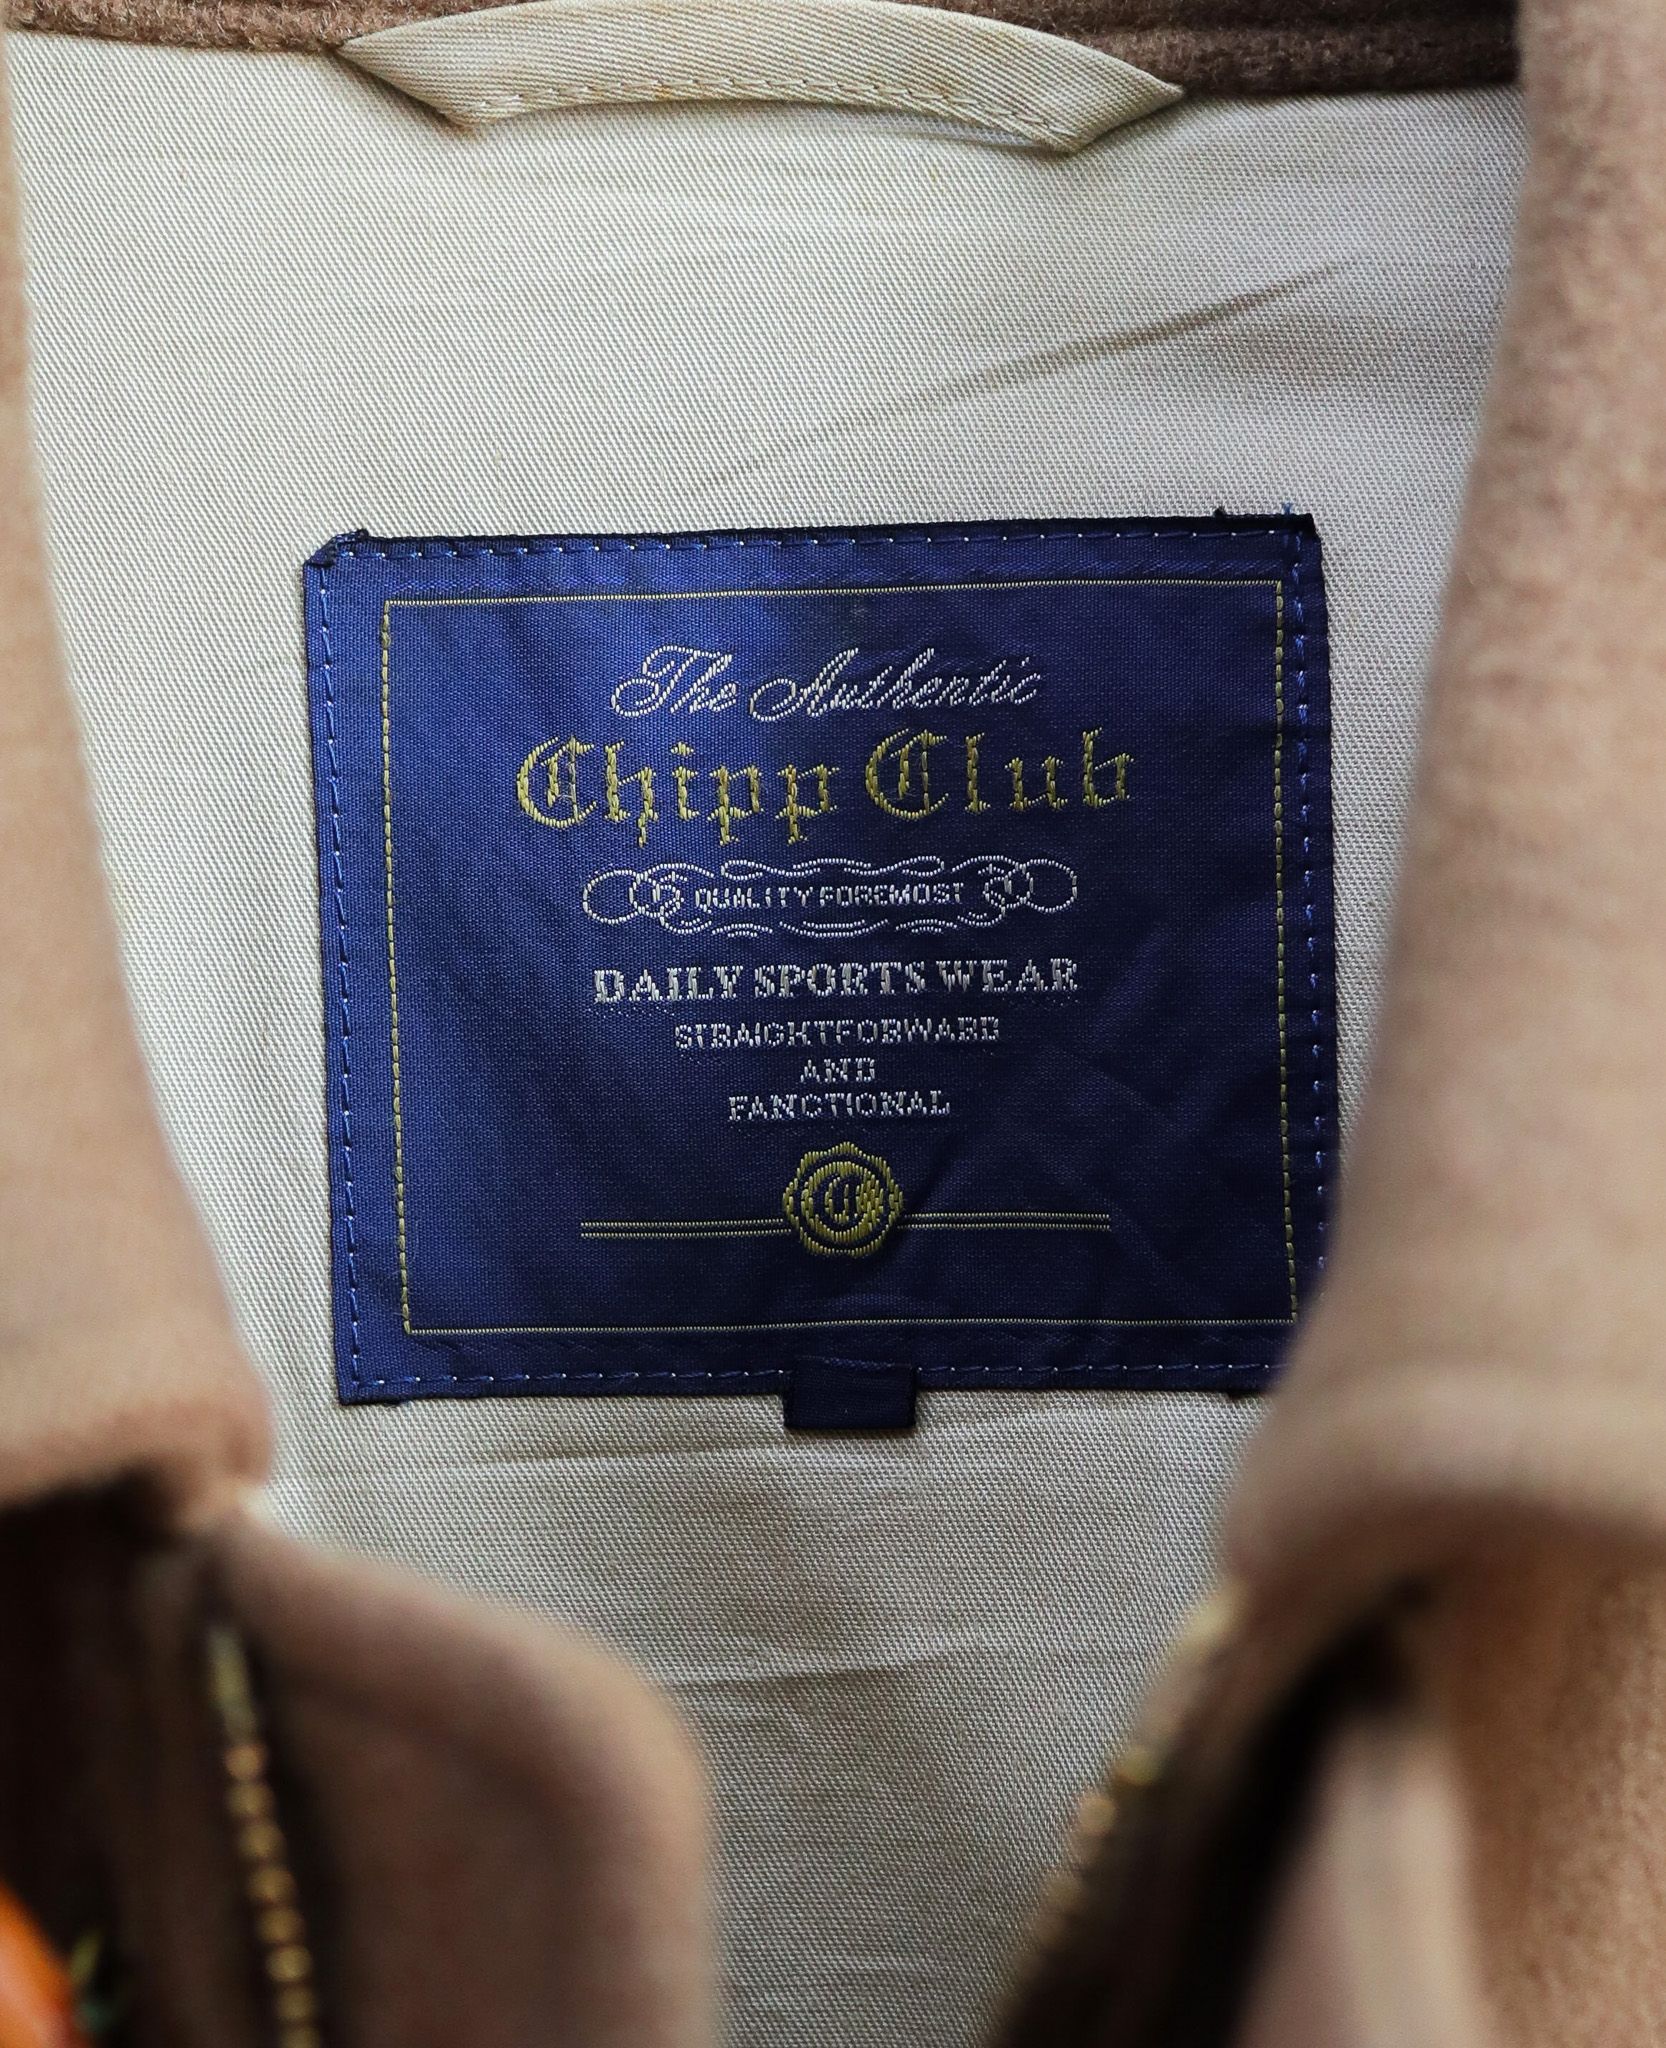 The Authentic
Chipp Club
QUALITY FOREMOST
DAILY SPORTS WEAR
STRAIGHTFORWARD
AND
FANCTIONAL